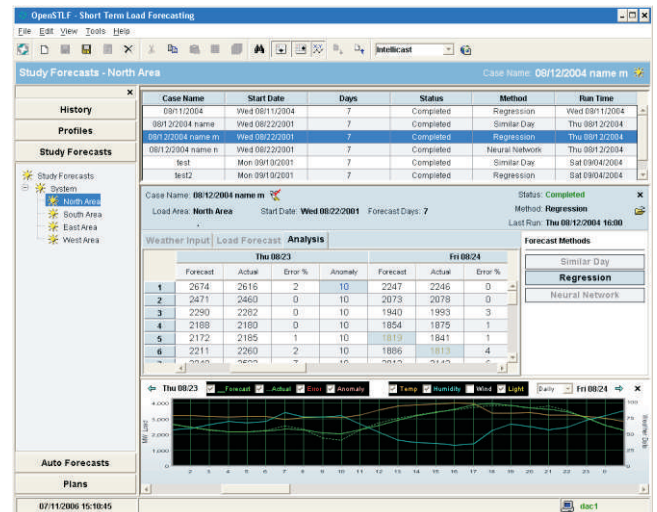 OpenSTLF - Short Term Load Forecasting
File Edit View Tools Help
Intellicast
Study Forecasts - North Area
Case Name: 08/12/2004 name m
History
Profiles
Study Forecasts
Study Forecasts
System
North Area
South Area
East Area
West Area
Auto Forecasts
Plans
Case Name Start Date Days Status Method Run Time
08/11/2004 Wed 08/11/2004 7 Completed Regression Wed 08/11/2004
08/12/2004 name Wed 08/22/2001 7 Completed Similar Day Thu 08/12/2004
08/12/2004 name m Wed 08/22/2001 7 Completed Regression Thu 08/12/2004
08/12/2004 name n Wed 08/22/2001 7 Completed Neural Network Thu 08/12/2004
test Mon 09/10/2001 7 Completed Similar Day Sat 09/04/2004
test2 Mon 09/10/2001 7 Completed Regression Sat 09/04/2004
Case Name: 08/12/2004 name m Status: Completed
Load Area: North Area Start Date: Wed 08/22/2001 Forecast Days: 7 Method: Regression
Last Run: Thu 08/12/2004 16:00
Weather Input Load Forecast Analysis
Forecast Methods
Similar Day
Regression
Neural Network
Thu 08/23 Fri 08/24
Forecast Actual Error % Anomaly Forecast Actual Error %
1 2674 2616 2 10 2247 2246 0
2 2471 2460 0 10 2073 2078 0
3 2290 2282 0 10 1940 1993 3
4 2188 2180 0 10 1854 1875 1
5 2172 2185 1 10 1819 1841 1
6 2211 2260 2 10 1886 1813 4
Thu 08/23 Forecast Actual Error Anomaly Temp Humidity Wind Light Daily Fri 08/24
4,000 100
3,000 75
2,000 50
1,000 25
0 0
MW Load
Weather Data
2 3 4 5 6 7 8 9 10 11 12 13 14 15 16 17 18 19 20 21 22 23 0
07/11/2006 15:10:45
dac1